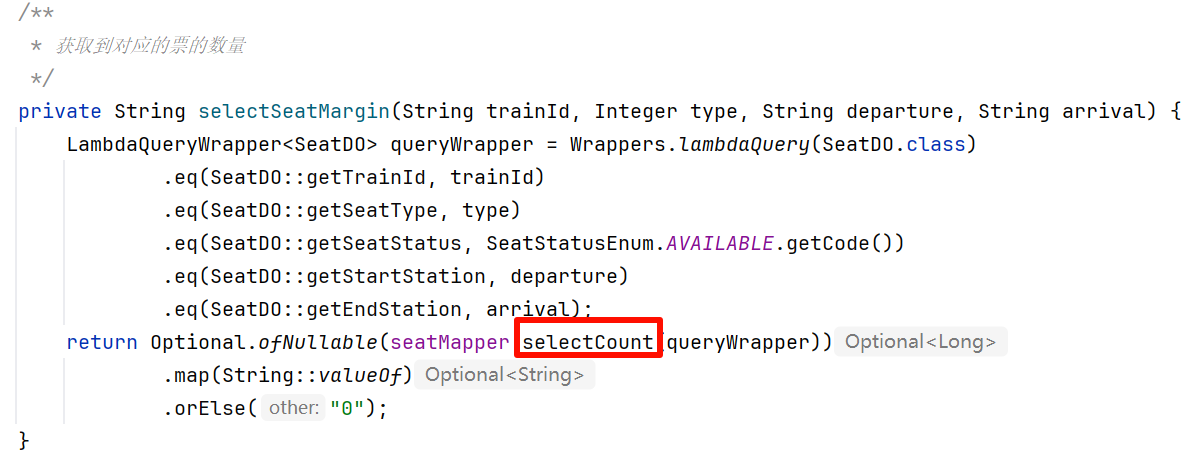 /**
 * 获取到对应的票的数量
 */
private String selectSeatMargin(String trainId, Integer type, String departure, String arrival) {
    LambdaQueryWrapper<SeatDO> queryWrapper = Wrappers.lambdaQuery(SeatDO.class)
            .eq(SeatDO::getTrainId, trainId)
            .eq(SeatDO::getSeatType, type)
            .eq(SeatDO::getSeatStatus, SeatStatusEnum.AVAILABLE.getCode())
            .eq(SeatDO::getStartStation, departure)
            .eq(SeatDO::getEndStation, arrival);
    return Optional.ofNullable(seatMapper selectCount(queryWrapper)) Optional<Long>
            .map(String::valueOf) Optional<String>
            .orElse( other: "0");
}